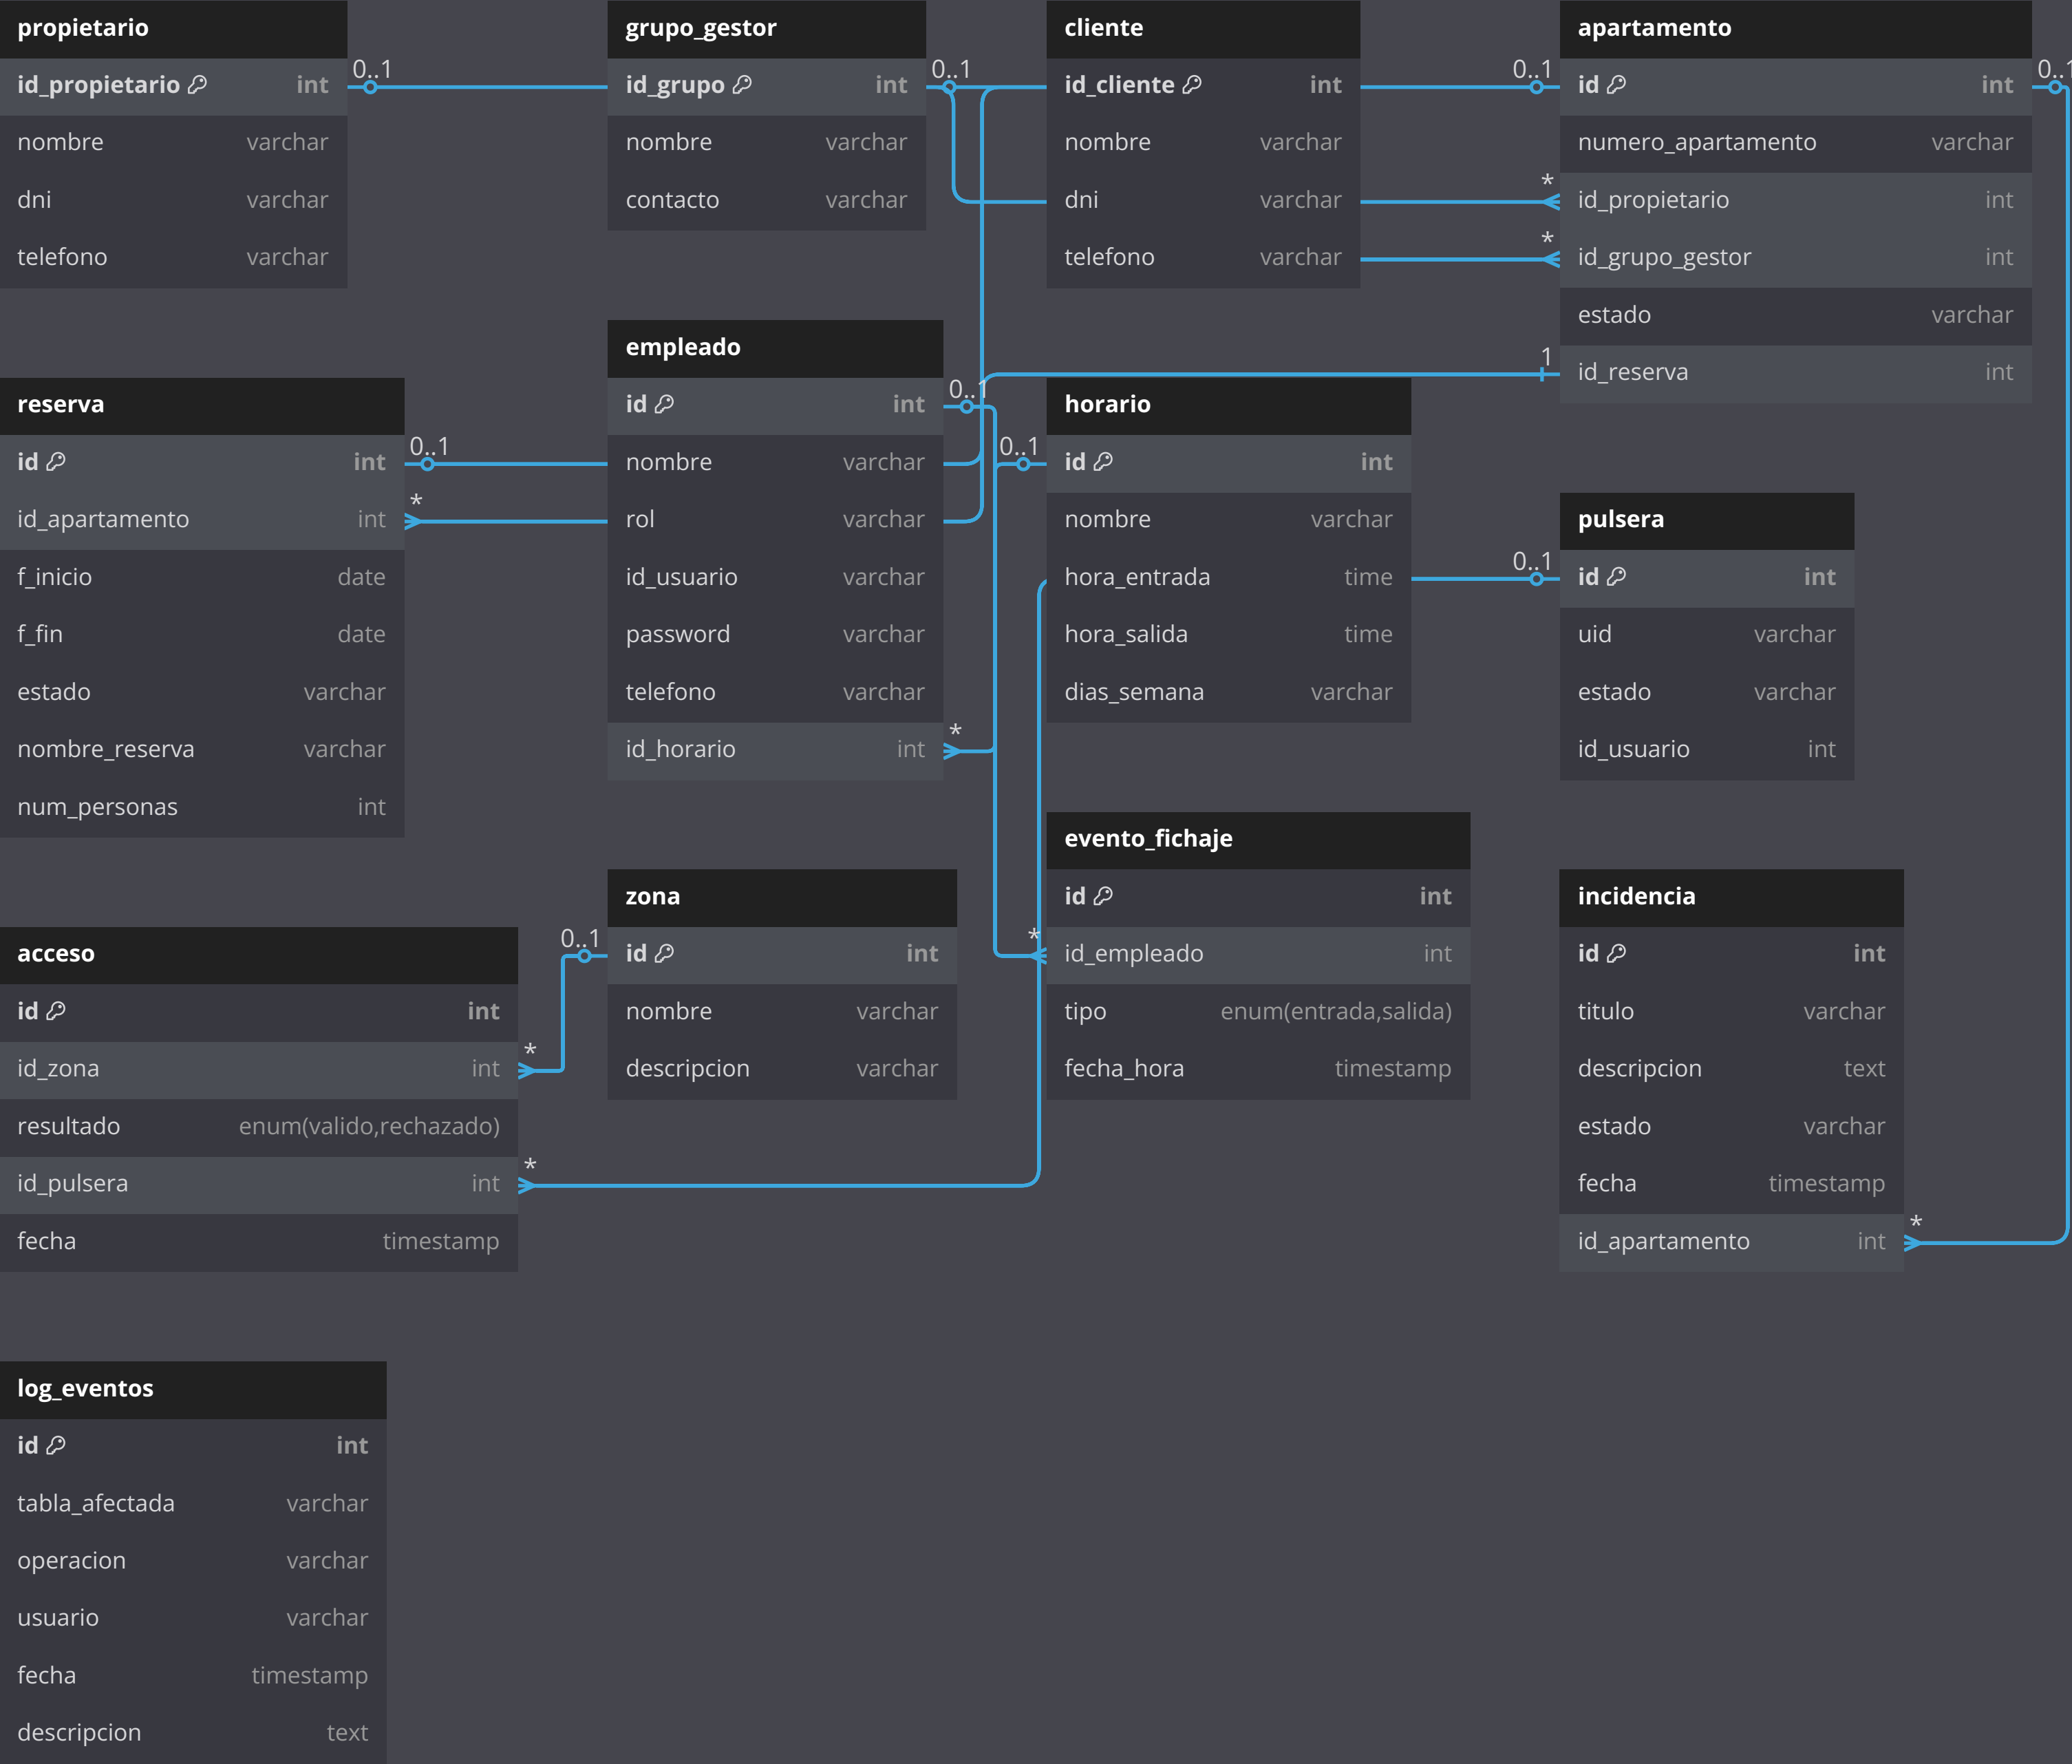 propietario
id_propietario int
nombre varchar
dni varchar
telefono varchar
0..1
grupo_gestor
id_grupo int
nombre varchar
contacto varchar
0..1
cliente
id_cliente int
nombre varchar
dni varchar
telefono varchar
0..1
*
*
1
apartamento
id int
numero_apartamento varchar
id_propietario int
id_grupo_gestor int
estado varchar
id_reserva int
0..1
reserva
id int
id_apartamento int
f_inicio date
f_fin date
estado varchar
nombre_reserva varchar
num_personas int
0..1
*
empleado
id int
nombre varchar
rol varchar
id_usuario varchar
password varchar
telefono varchar
id_horario int
0..1
*
0..1
horario
id int
nombre varchar
hora_entrada time
hora_salida time
dias_semana varchar
0..1
pulsera
id int
uid varchar
estado varchar
id_usuario int
acceso
id int
id_zona int
resultado enum(valido,rechazado)
id_pulsera int
fecha timestamp
*
*
0..1
zona
id int
nombre varchar
descripcion varchar
*
evento_fichaje
id int
id_empleado int
tipo enum(entrada,salida)
fecha_hora timestamp
incidencia
id int
titulo varchar
descripcion text
estado varchar
fecha timestamp
id_apartamento int
*
log_eventos
id int
tabla_afectada varchar
operacion varchar
usuario varchar
fecha timestamp
descripcion text